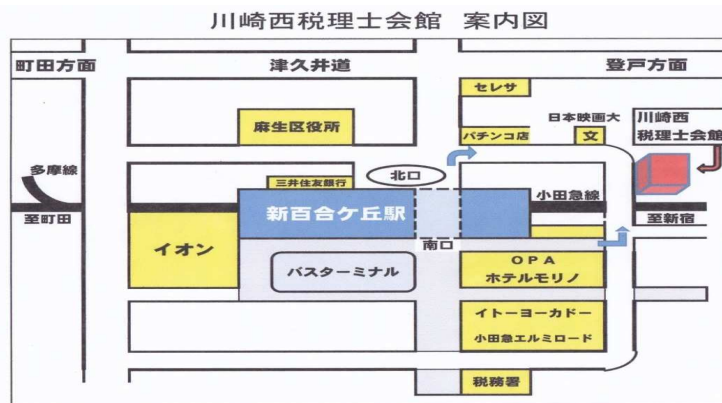 川崎西税理士会館 案内図
町田方面
津久井道
登戸方面
セレサ
麻生区役所
パチンコ店
日本映画大
文
川崎西
税理士会館
多摩線
三井住友銀行
北口
小田急線
至町田
新百合ケ丘駅
至新宿
イオン
南口
バスターミナル
OPA
ホテルモリノ
イトーヨーカドー
小田急エルミロード
税務署